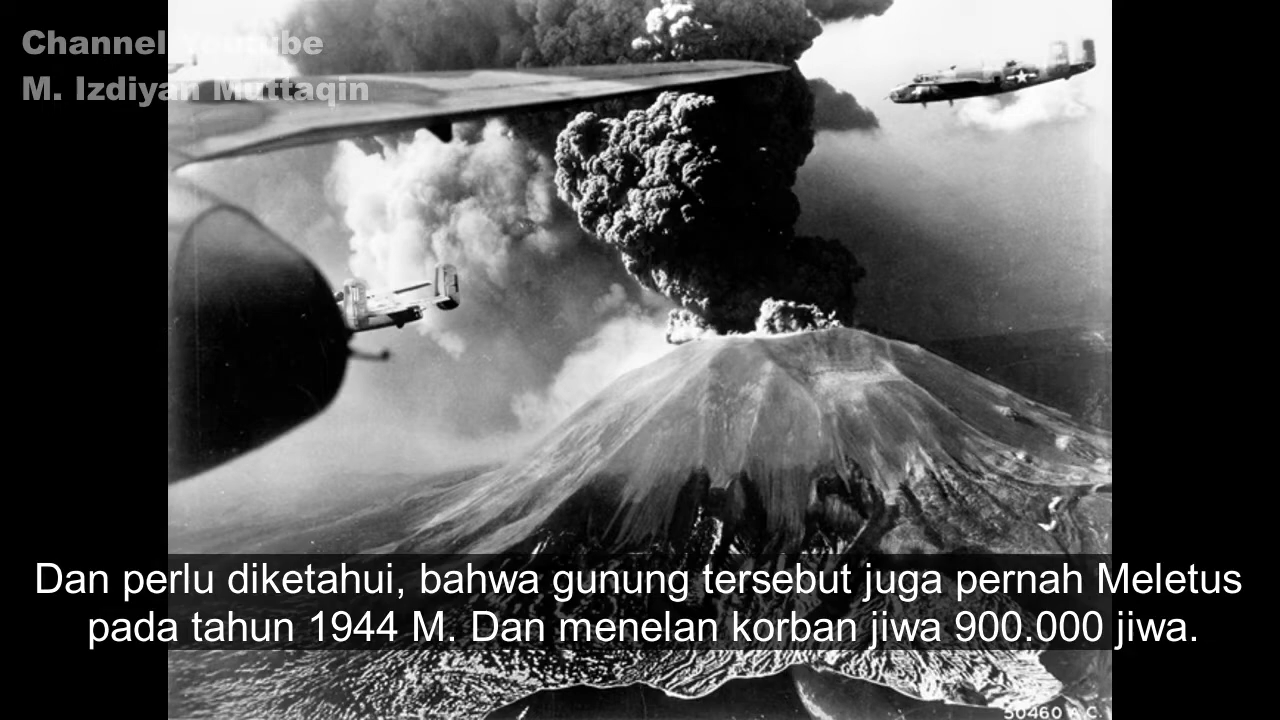 Channel Youtube
M. Izdiyan Muttaqin
Dan perlu diketahui, bahwa gunung tersebut juga pernah Meletus
pada tahun 1944 M. Dan menelan korban jiwa 900.000 jiwa.
50460 A C